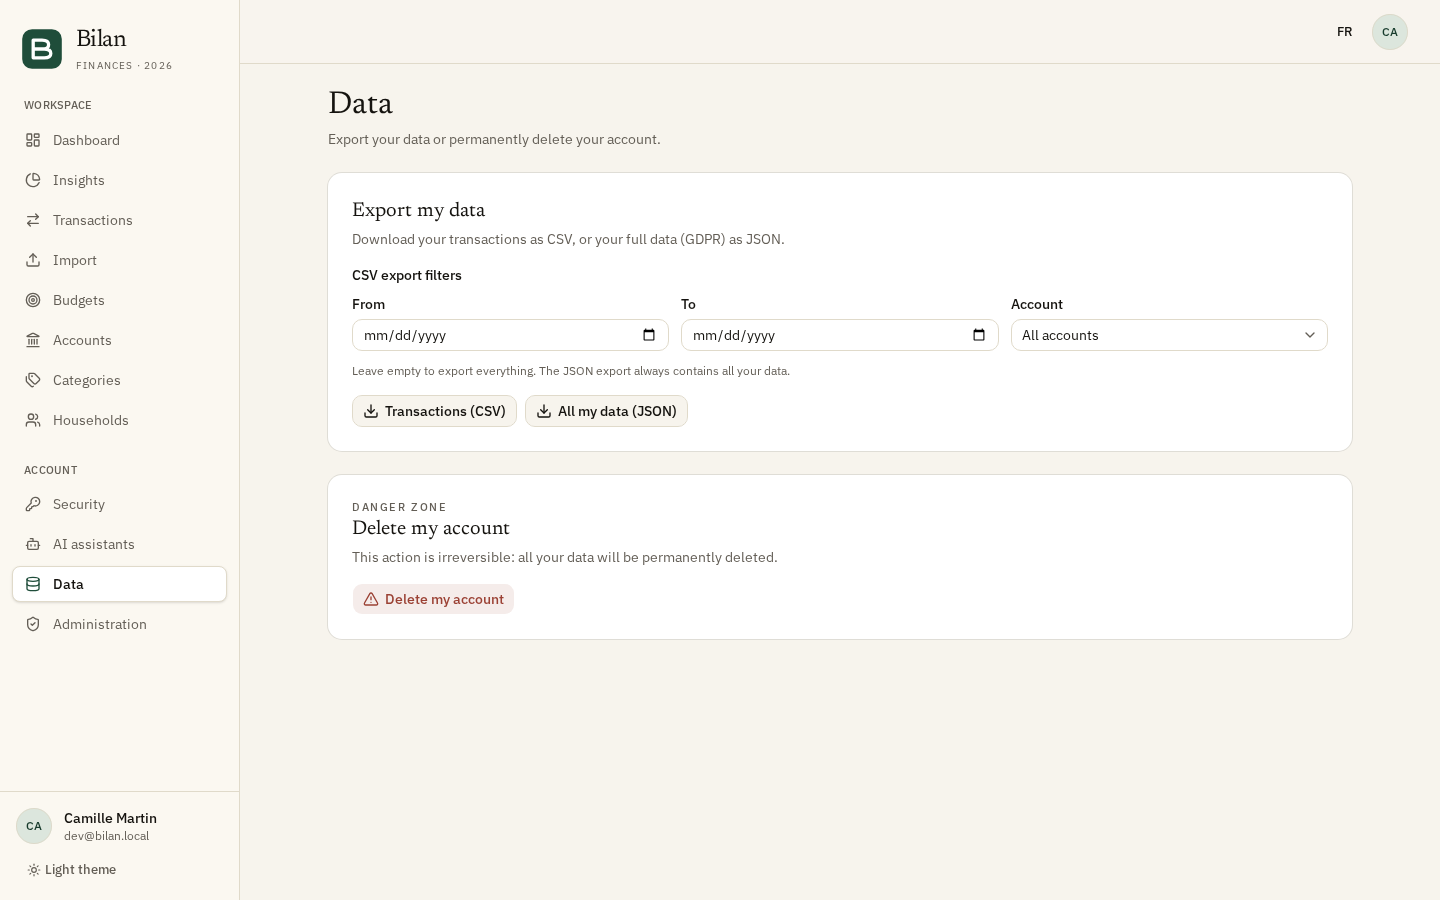 Bilan
FINANCES · 2026
WORKSPACE
Dashboard
Insights
Transactions
Import
Budgets
Accounts
Categories
Households
ACCOUNT
Security
AI assistants
Data
Administration
Camille Martin
CA
dev@bilan.local
Light theme
FR
CA
Data
Export your data or permanently delete your account.
Export my data
Download your transactions as CSV, or your full data (GDPR) as JSON.
CSV export filters
From To Account
mm/dd/yyyy mm/dd/yyyy All accounts
Leave empty to export everything. The JSON export always contains all your data.
Transactions (CSV) All my data (JSON)
DANGER ZONE
Delete my account
This action is irreversible: all your data will be permanently deleted.
Delete my account